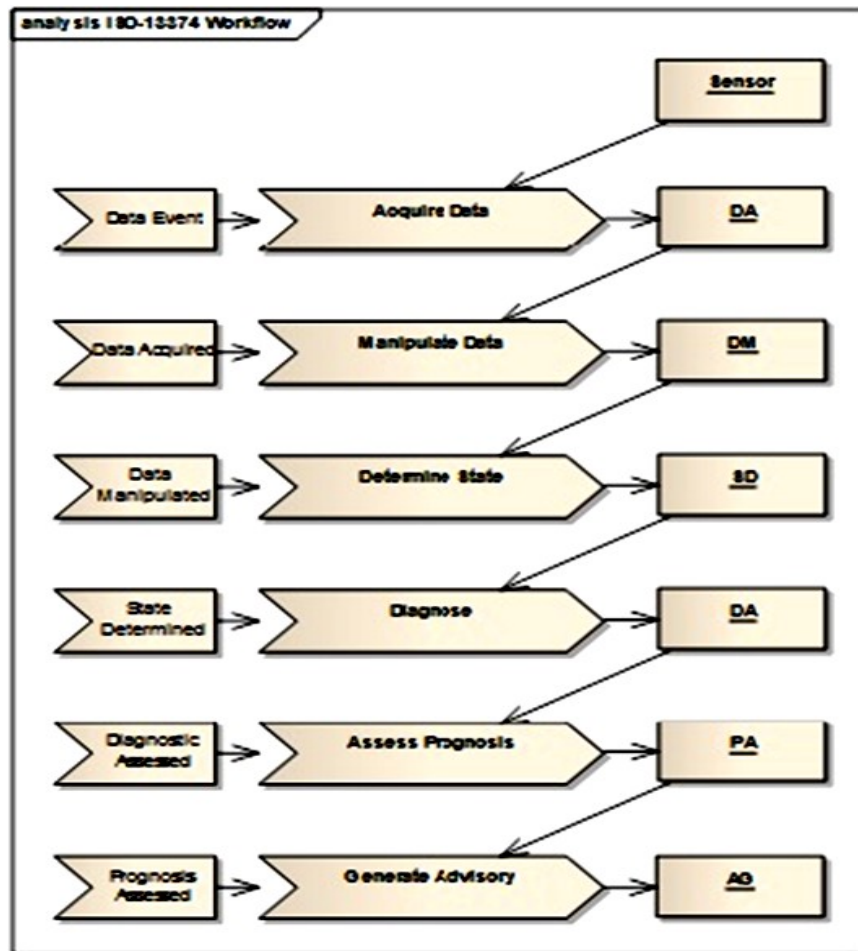 analysis ISO-13374 Workflow
Sensor
Data Event
Acquire Data
DA
Data Acquired
Manipulate Data
DM
Data
Manipulated
Determine State
SD
State
Determined
Diagnose
DA
Diagnostic
Assessed
Assess Prognosis
PA
Prognosis
Assessed
Generate Advisory
AG